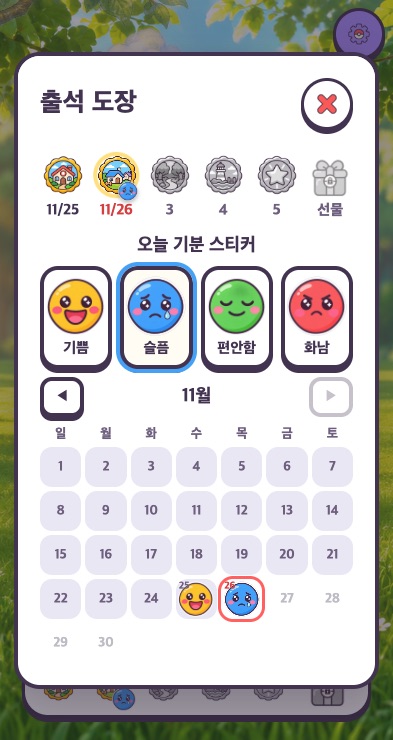 출석 도장
11/25 11/26 3 4 5 선물
오늘 기분 스티커
기쁨 슬픔 편안함 화남
11월
일 월 화 수 목 금 토
1 2 3 4 5 6 7
8 9 10 11 12 13 14
15 16 17 18 19 20 21
22 23 24 25 26 27 28
29 30